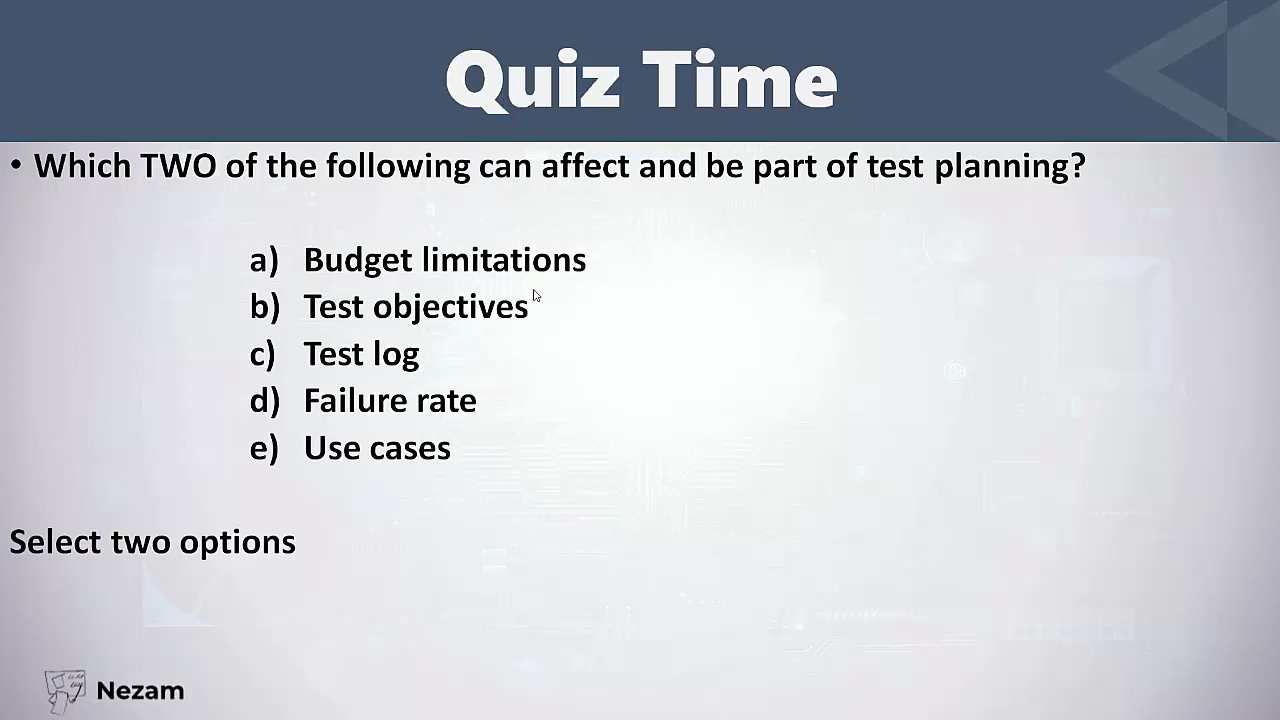 Quiz Time
• Which TWO of the following can affect and be part of test planning?
a) Budget limitations
b) Test objectives
c) Test log
d) Failure rate
e) Use cases
Select two options
Nezam